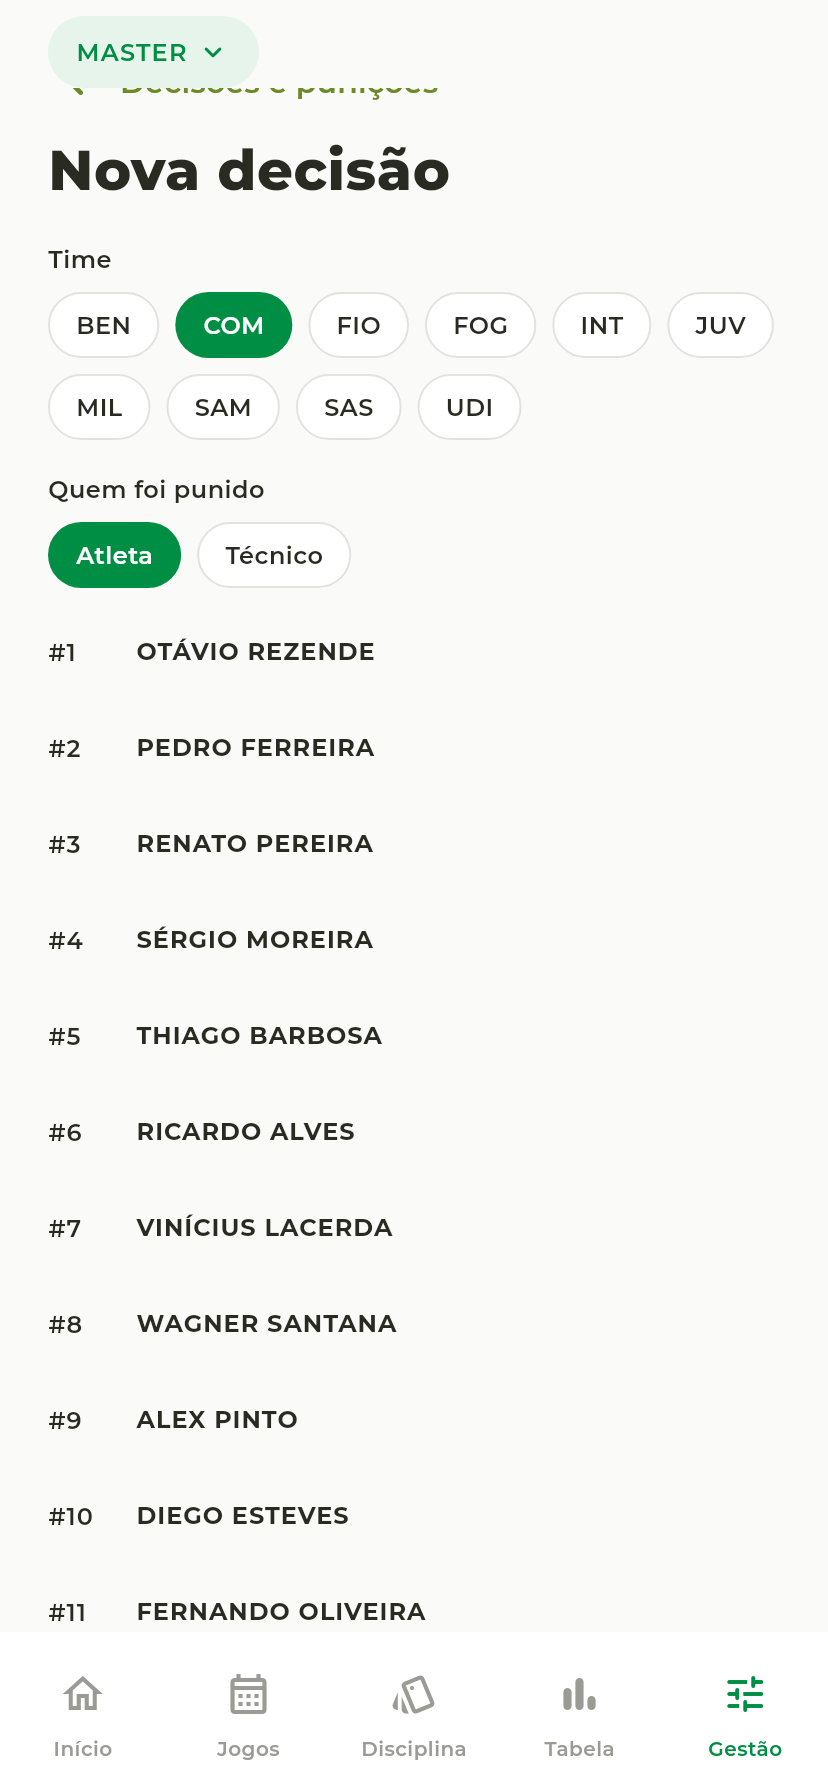 MASTER
Decisões e punições
Nova decisão
Time
BEN COM FIO FOG INT JUV
MIL SAM SAS UDI
Quem foi punido
Atleta Técnico
#1 OTÁVIO REZENDE
#2 PEDRO FERREIRA
#3 RENATO PEREIRA
#4 SÉRGIO MOREIRA
#5 THIAGO BARBOSA
#6 RICARDO ALVES
#7 VINÍCIUS LACERDA
#8 WAGNER SANTANA
#9 ALEX PINTO
#10 DIEGO ESTEVES
#11 FERNANDO OLIVEIRA
Início Jogos Disciplina Tabela Gestão